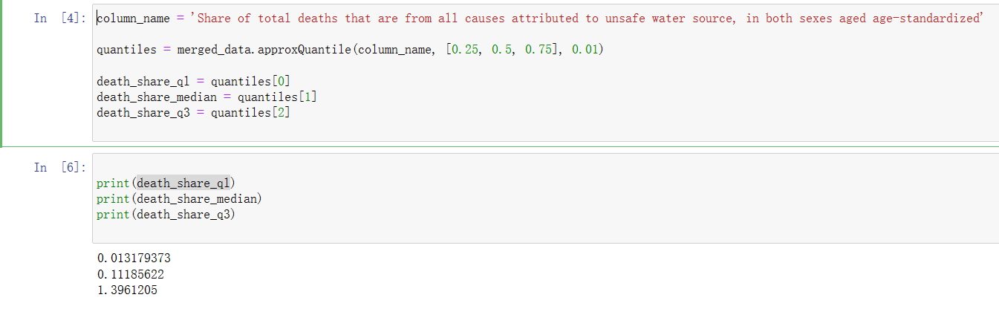 In [4]:
column_name = 'Share of total deaths that are from all causes attributed to unsafe water source, in both sexes aged age-standardized'
quantiles = merged_data.approxQuantile(column_name, [0.25, 0.5, 0.75], 0.01)
death_share_q1 = quantiles[0]
death_share_median = quantiles[1]
death_share_q3 = quantiles[2]
In [6]:
print(death_share_q1)
print(death_share_median)
print(death_share_q3)
0.013179373
0.11185622
1.3961205